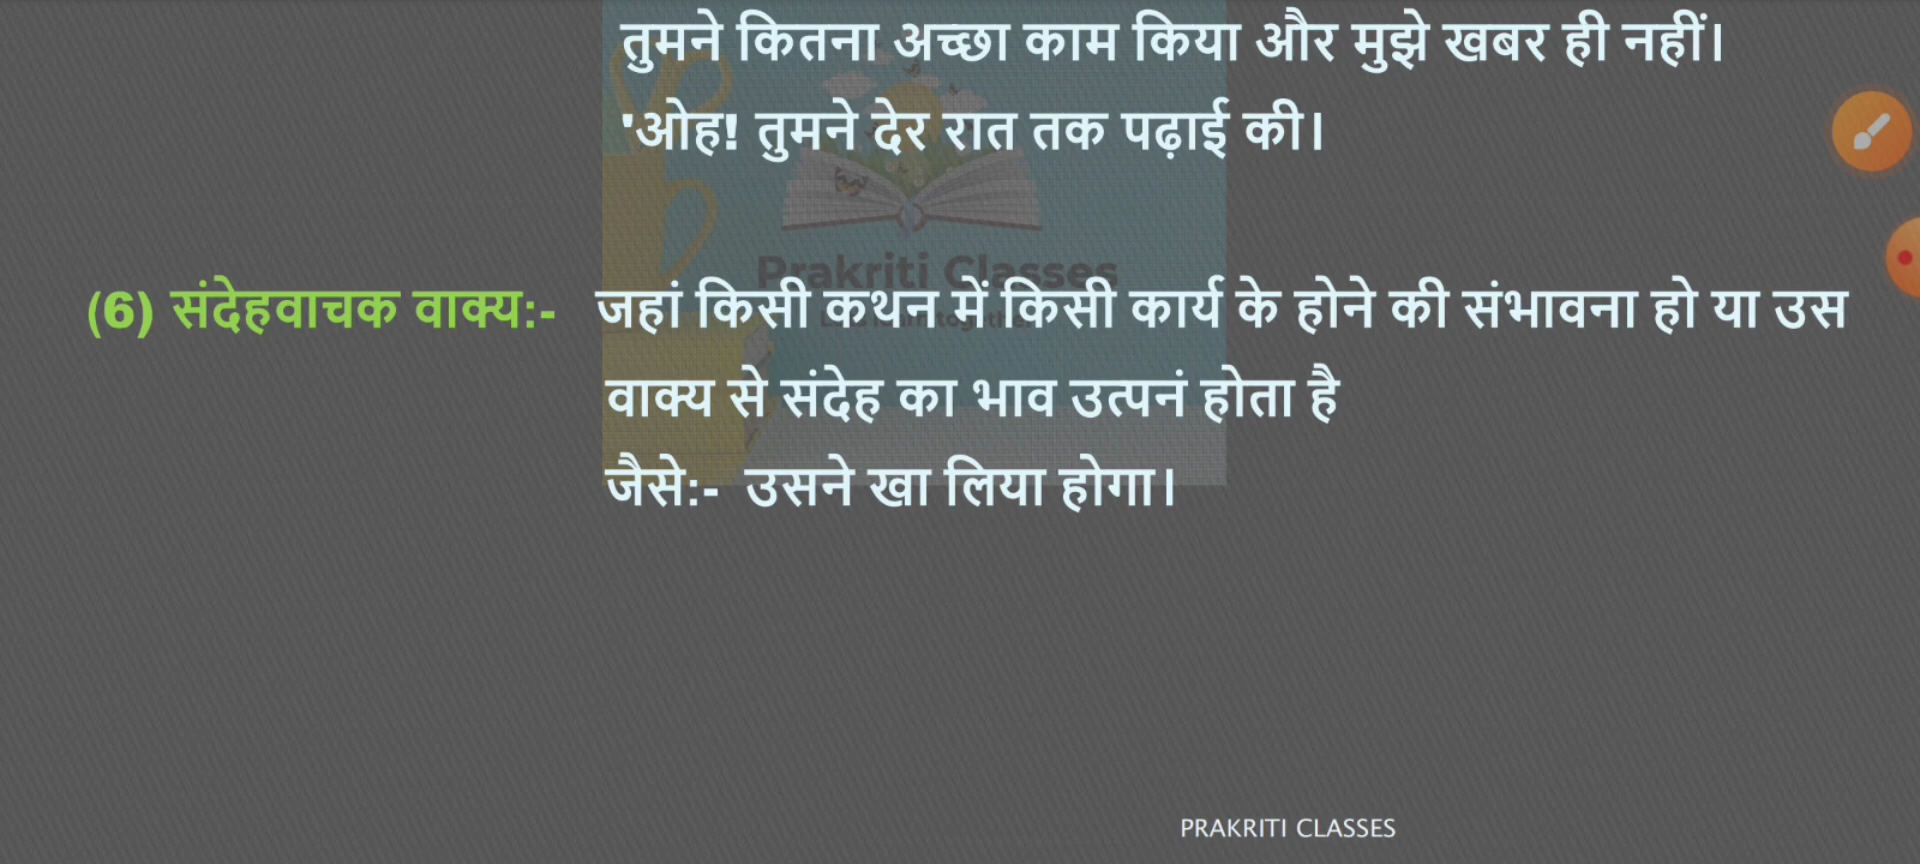 तुमने कितना अच्छा काम किया और मुझे खबर ही नहीं।
'ओह! तुमने देर रात तक पढ़ाई की।
Prakriti Classes
(6) संदेहवाचक वाक्य:- जहां किसी कथन में किसी कार्य के होने की संभावना हो या उस
वाक्य से संदेह का भाव उत्पनं होता है
जैसे:- उसने खा लिया होगा।
PRAKRITI CLASSES